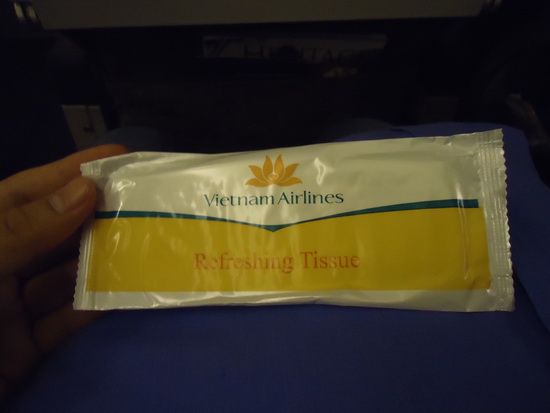 Vietnam Airlines
Refreshing Tissue